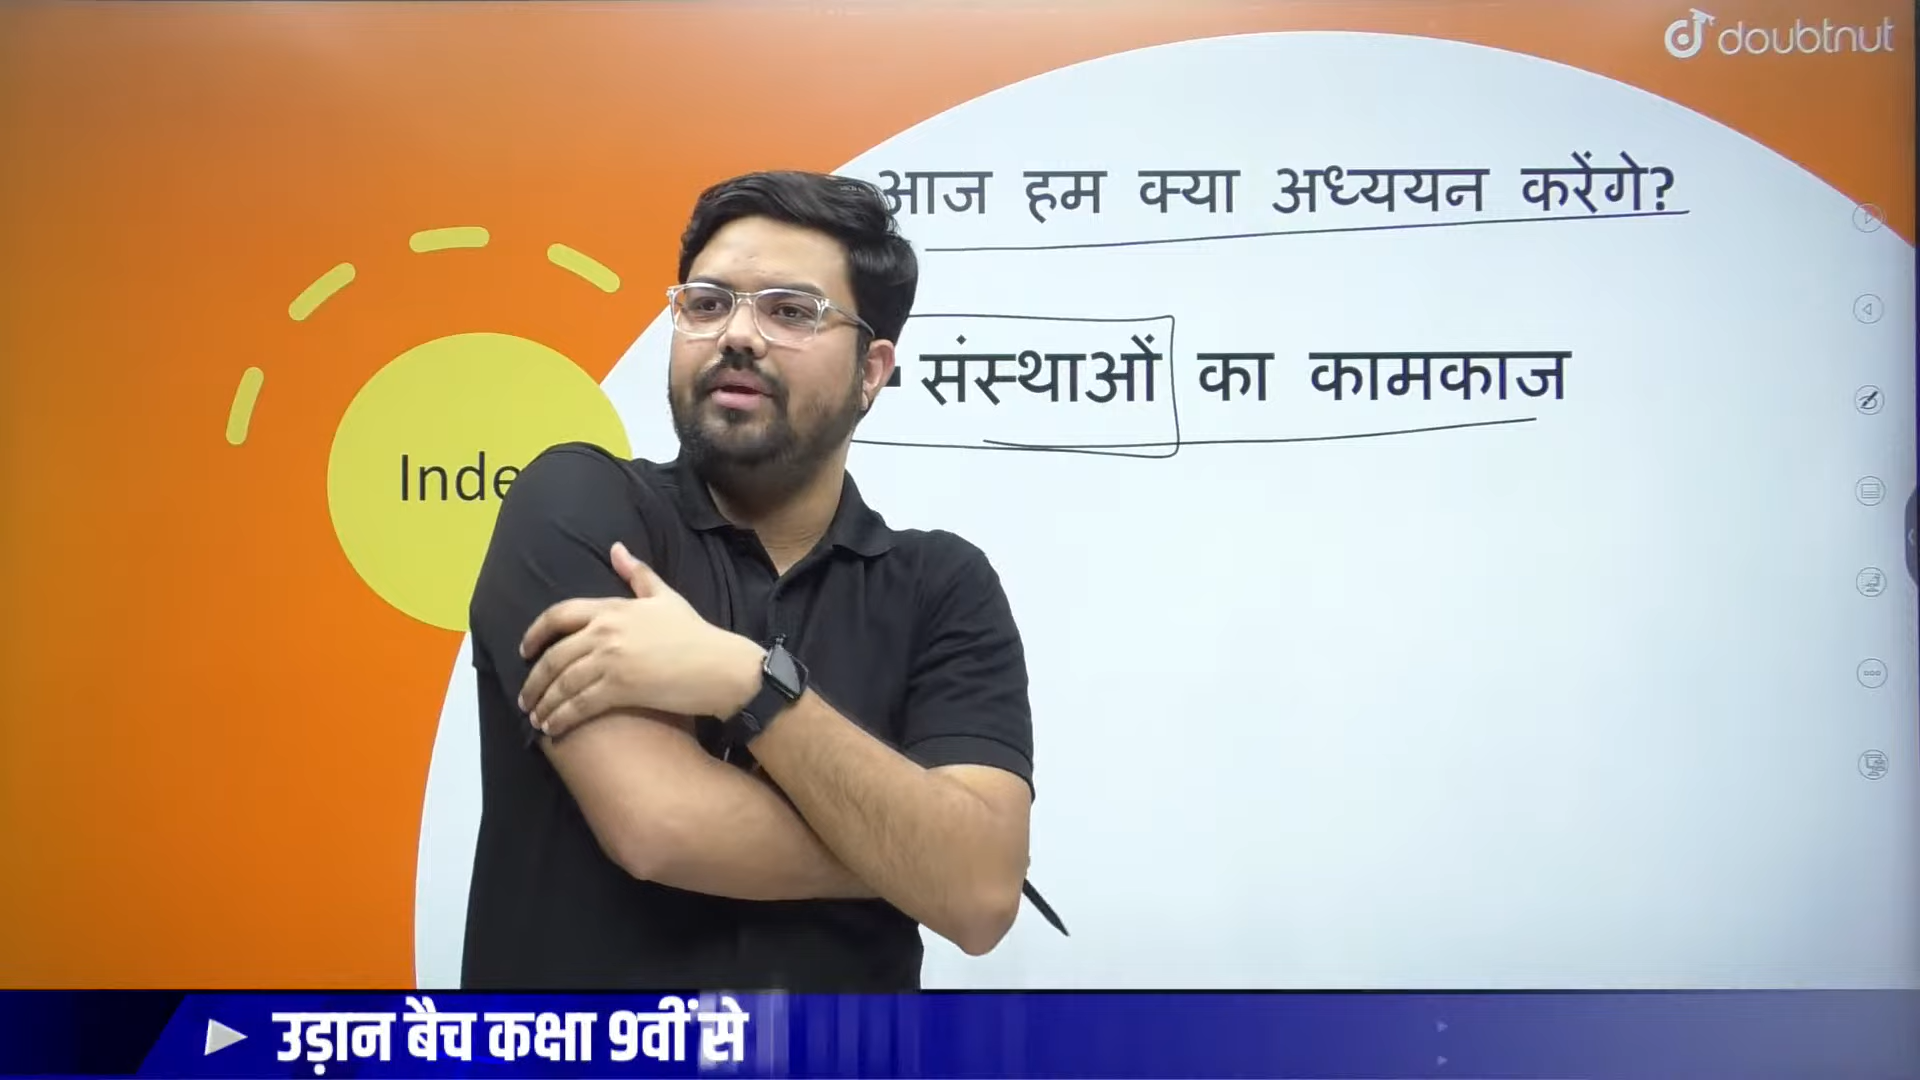 doubtnut
आज हम क्या अध्ययन करेंगे?
संस्थाओं का कामकाज
Inde
उड़ान बैच कक्षा 9वीं से